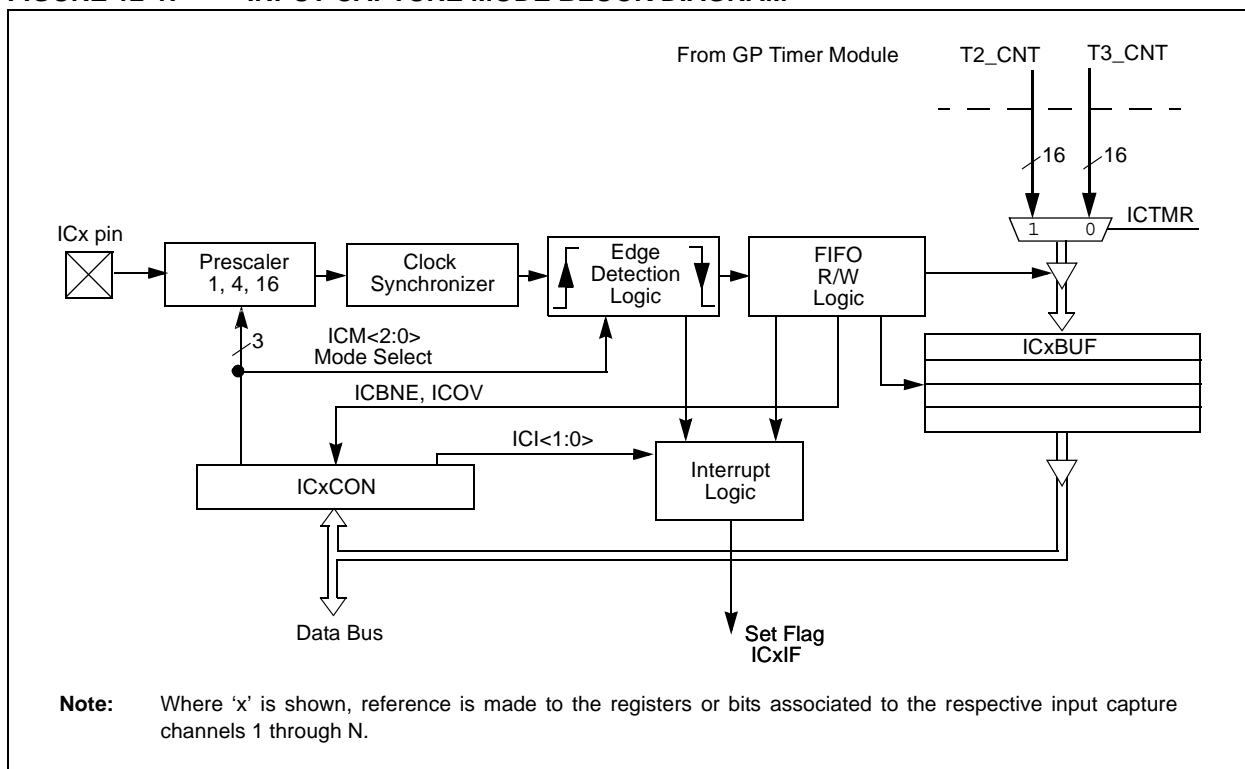 From GP Timer Module
T2_CNT
T3_CNT
16
16
ICx pin
1 0
ICTMR
Prescaler
1, 4, 16
Clock
Synchronizer
Edge
Detection
Logic
FIFO
R/W
Logic
3
ICM<2:0>
Mode Select
ICxBUF
ICBNE, ICOV
ICI<1:0>
ICxCON
Interrupt
Logic
Data Bus
Set Flag
ICxIF
Note: Where ‘x’ is shown, reference is made to the registers or bits associated to the respective input capture
channels 1 through N.